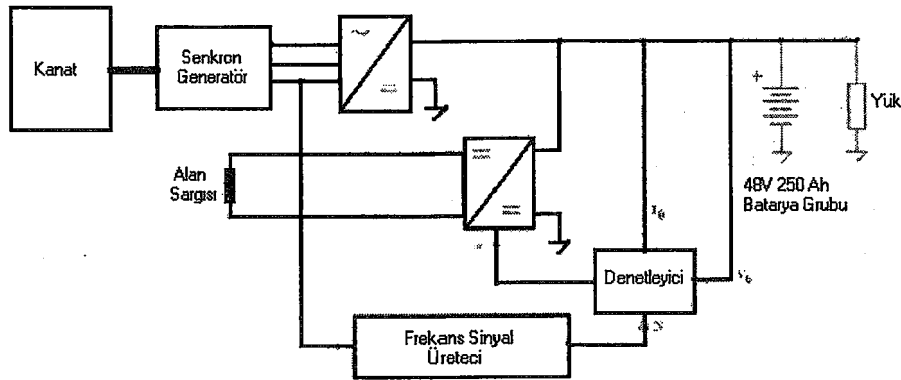 Kanat
Senkron
Generatör
+
Yük
Alan
Sargısı
48V 250 Ah
Batarya Grubu
Denetleyici
Frekans Sinyal
Üreteci